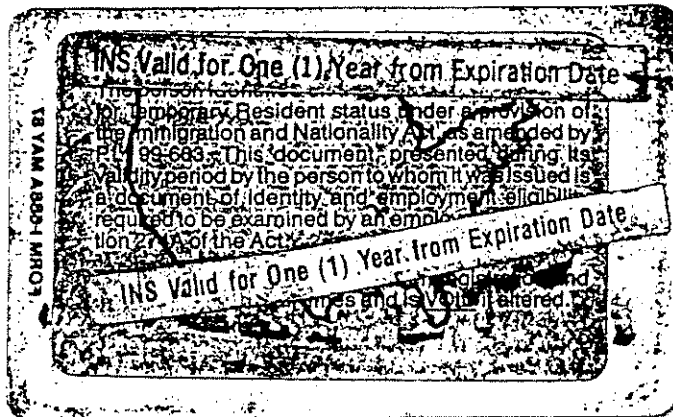 INS Valid for One (1) Year from Expiration Date
The person
for temporary Resident status under a provision of
the Immigration and Nationality Act, as amended by
P.L. 99-603. This document, presented during its
validity period by the person to whom it was issued is
a document of identity and employment eligibility
required to be examined by an
tion 274A of the Act
INS Valid for One (1) Year from Expiration Date
and
and is VOID if altered.
FORM I-688A MAY 87